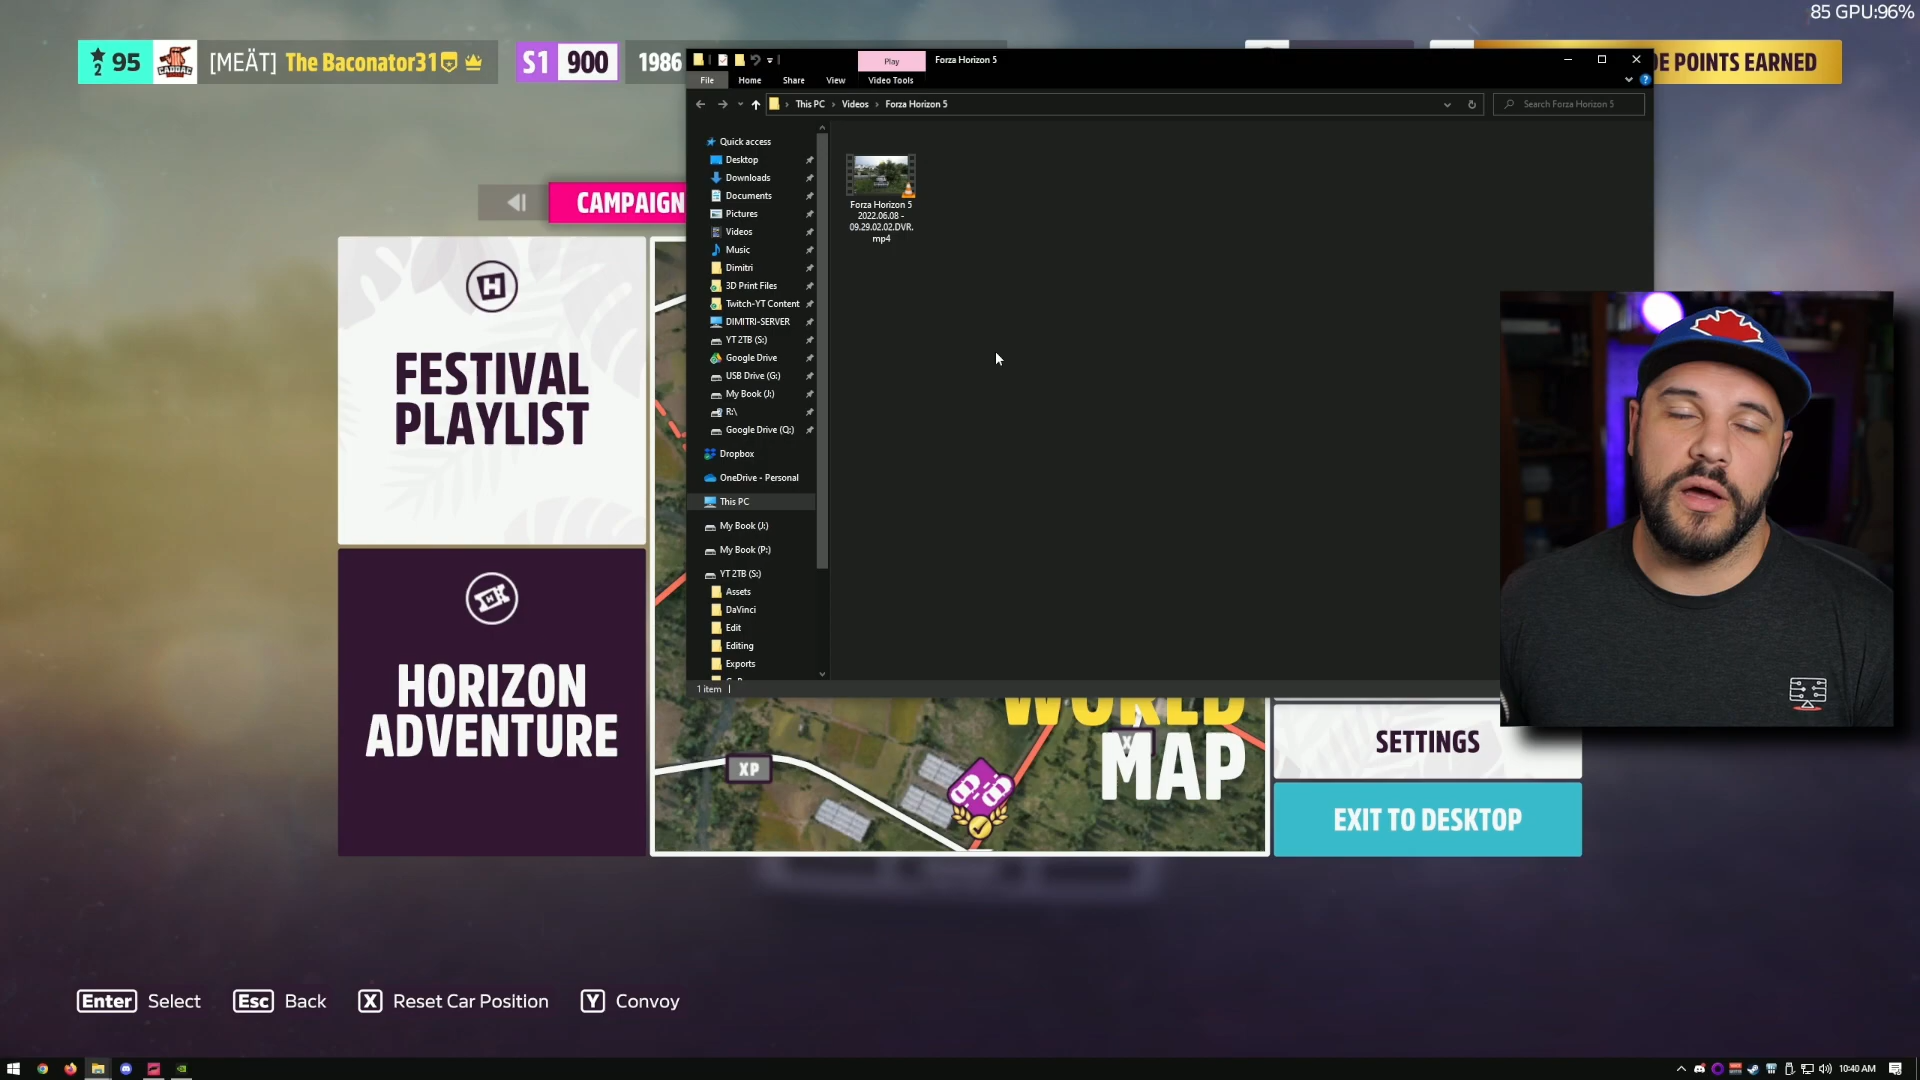 85 GPU:96%
2 95
CADDAC
[MEÄT] The Baconator31
S1 900
1986
DE POINTS EARNED
Play
Forza Horizon 5
File
Home
Share
View
Video Tools
This PC › Videos › Forza Horizon 5
Search Forza Horizon 5
Quick access
Desktop
Downloads
Documents
Pictures
Videos
Music
Dimitri
3D Print Files
Twitch-YT Content
DIMITRI-SERVER
YT 2TB (S:)
Google Drive
USB Drive (G:)
My Book (J:)
R:\
Google Drive (Q:)
Dropbox
OneDrive - Personal
This PC
My Book (J:)
My Book (P:)
YT 2TB (S:)
Assets
DaVinci
Edit
Editing
Exports
1 item
Forza Horizon 5
2022.06.08 -
09.29.02.02.DVR.
mp4
CAMPAIGN
FESTIVAL
PLAYLIST
HORIZON
ADVENTURE
XP
X
WORLD
MAP
SETTINGS
EXIT TO DESKTOP
Enter Select
Esc Back
X Reset Car Position
Y Convoy
10:40 AM